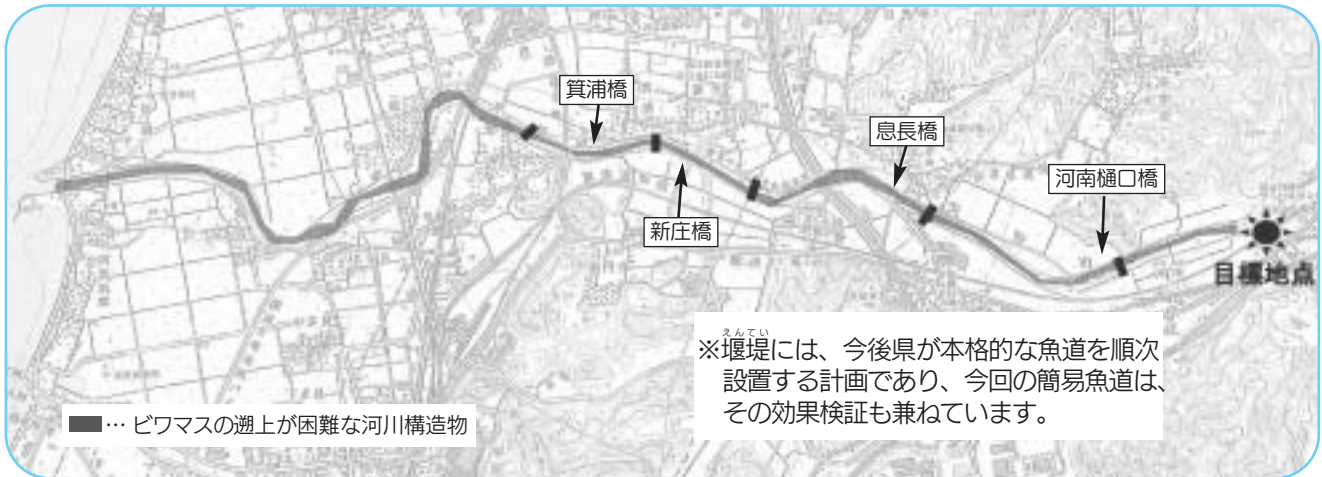 箕浦橋
息長橋
河南樋口橋
新庄橋
目標地点
えんてい
※堰堤には、今後県が本格的な魚道を順次
設置する計画であり、今回の簡易魚道は、
その効果検証も兼ねています。
…ビワマスの遡上が困難な河川構造物